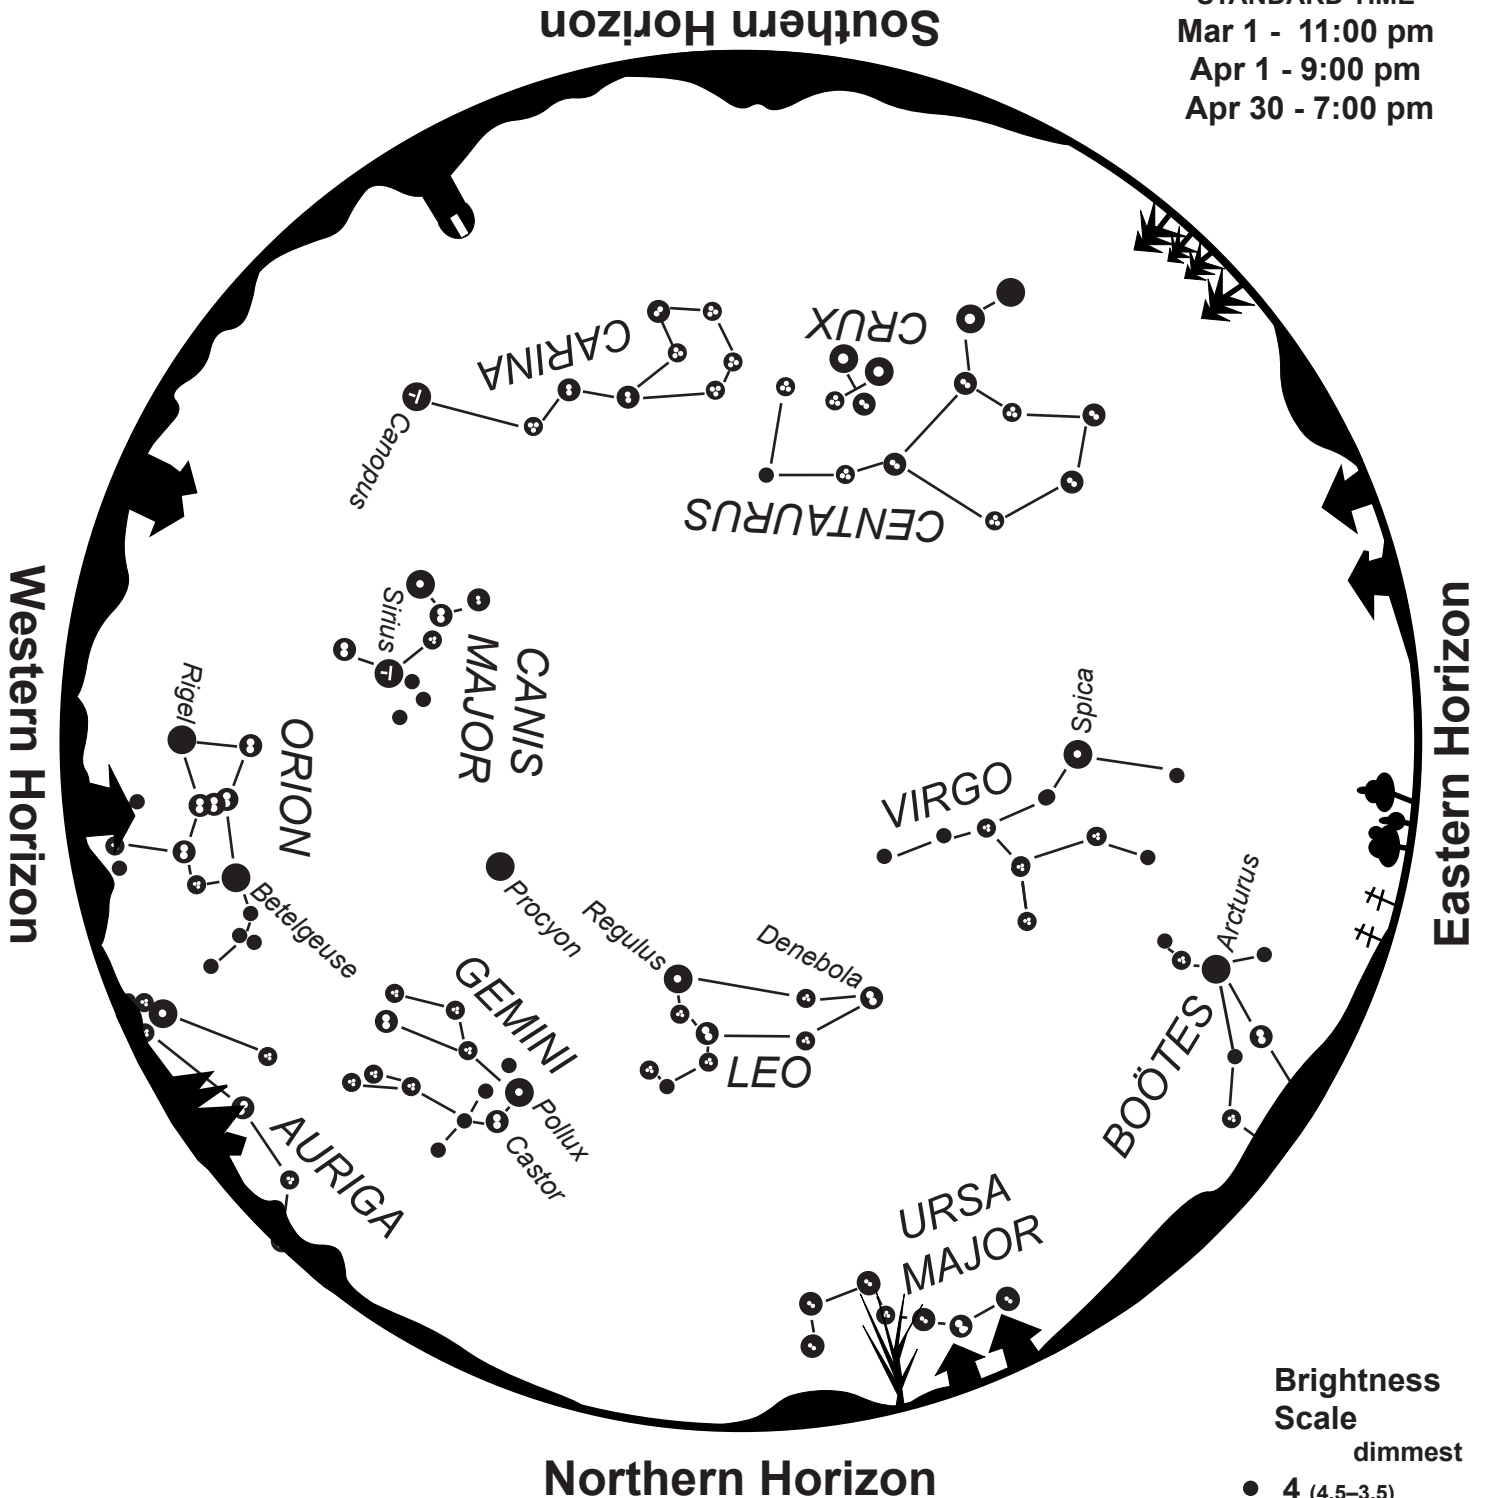 STANDARD TIME
Mar 1 - 11:00 pm
Apr 1 - 9:00 pm
Apr 30 - 7:00 pm
Southern Horizon
CARINA
Canopus
CRUX
CENTAURUS
Western Horizon
Eastern Horizon
Sirius
CANIS
MAJOR
Rigel
ORION
Betelgeuse
Procyon
Spica
VIRGO
Regulus
Denebola
LEO
Arcturus
BOÖTES
GEMINI
Pollux
Castor
AURIGA
URSA
MAJOR
Northern Horizon
Brightness
Scale
dimmest
4 (4.5–3.5)